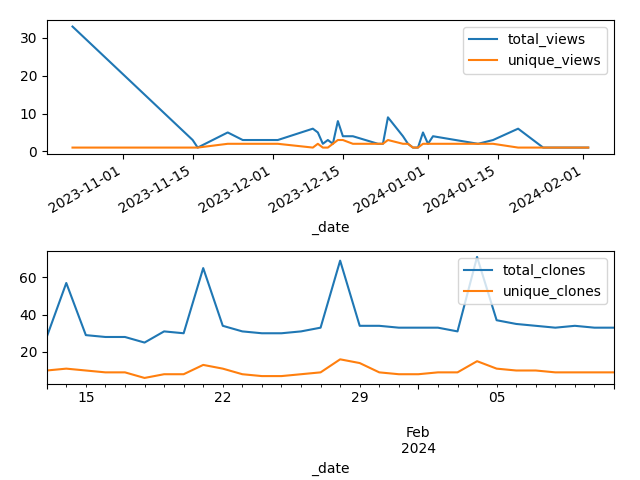 30
20
10
0
total_views
unique_views
2023-11-01
2023-11-15
2023-12-01
2023-12-15
2024-01-01
2024-01-15
2024-02-01
_date
60
40
20
total_clones
unique_clones
15
22
29
05
Feb
2024
_date